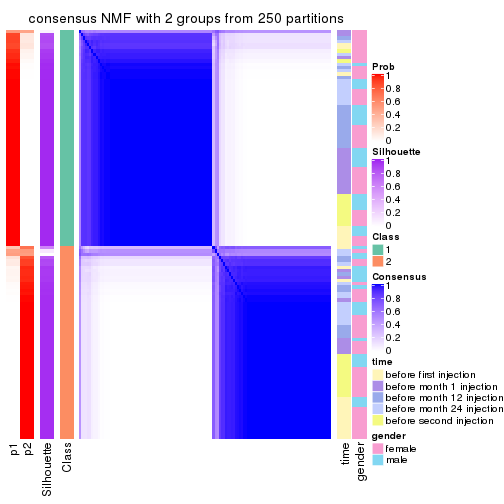 consensus NMF with 2 groups from 250 partitions
Prob
1
0.8
0.6
0.4
0.2
0
Silhouette
1
0.8
0.6
0.4
0.2
0
Class
1
2
Consensus
1
0.8
0.6
0.4
0.2
0
time
before first injection
before month 1 injection
before month 12 injection
before month 24 injection
before second injection
gender
female
male
p1
p2
Silhouette
Class
time
gender